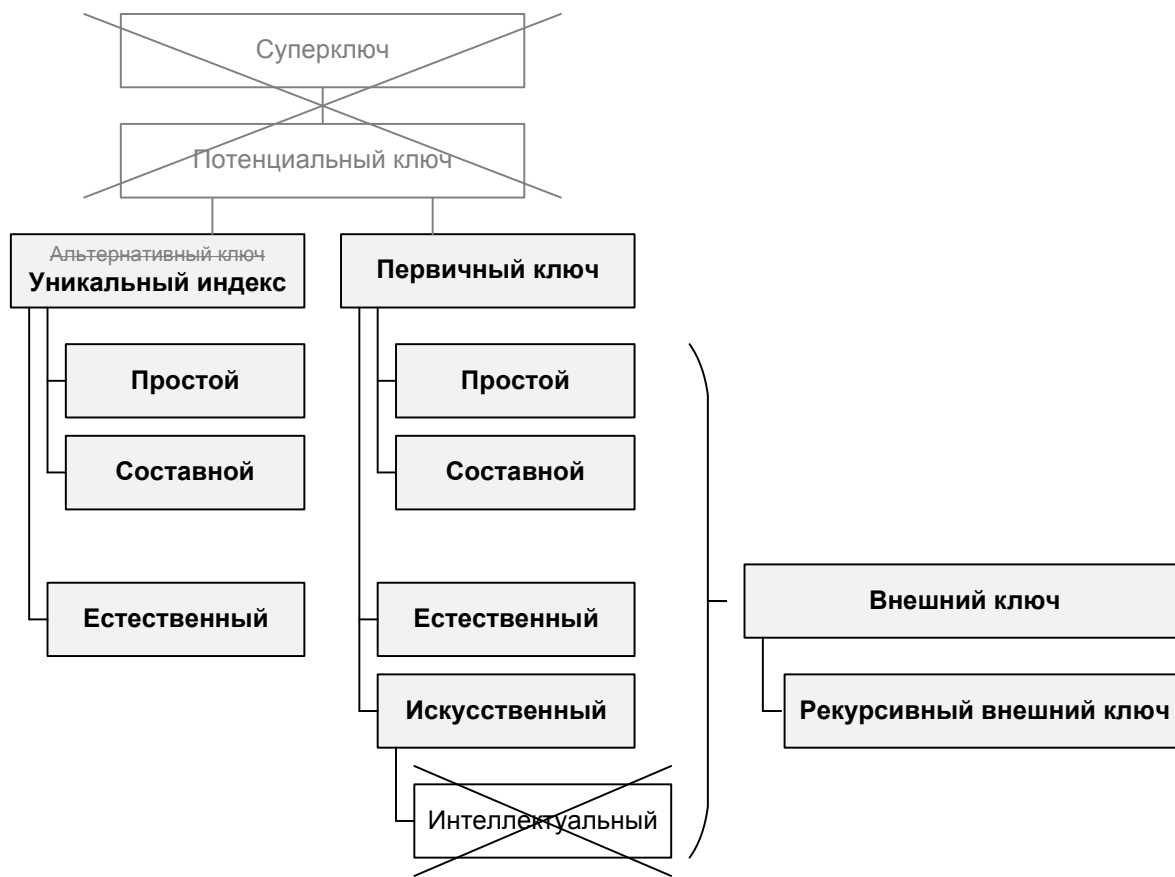 Суперключ
Потенциальный ключ
Альтернативный ключ
Уникальный индекс
Первичный ключ
Простой
Простой
Составной
Составной
Естественный
Естественный
Внешний ключ
Искусственный
Рекурсивный внешний ключ
Интеллектуальный